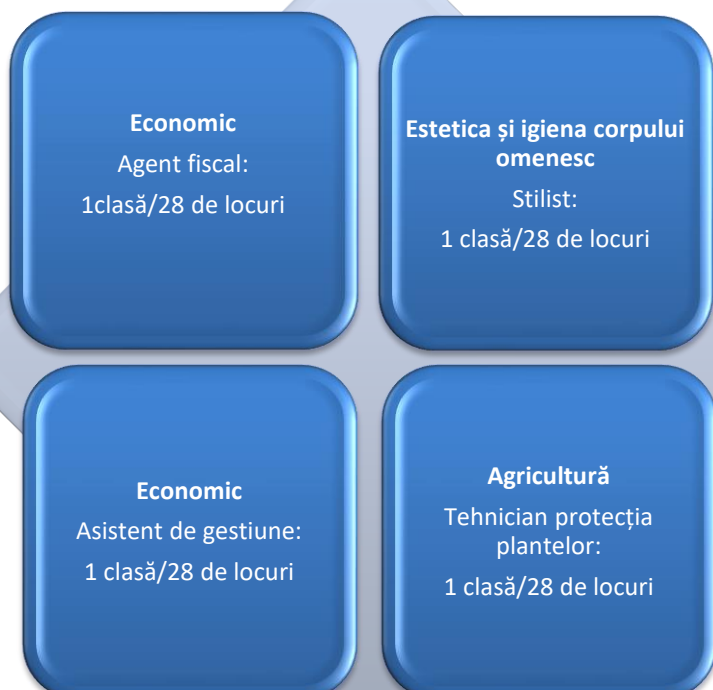 Economic
Agent fiscal:
1clasă/28 de locuri
Estetica și igiena corpului
omenesc
Stilist:
1 clasă/28 de locuri
Economic
Asistent de gestiune:
1 clasă/28 de locuri
Agricultură
Tehnician protecția
plantelor:
1 clasă/28 de locuri